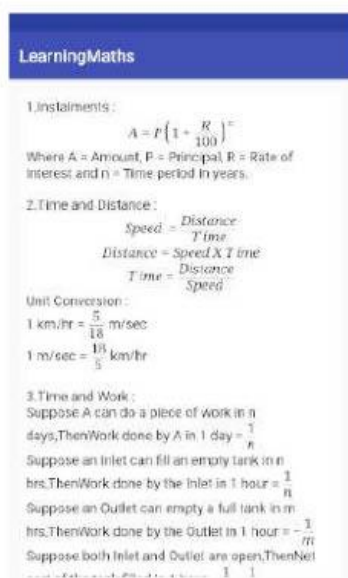 LearningMaths
1.Instalments :
A = P(1 + R/100)^n
Where A = Amount, P = Principal, R = Rate of
Interest and n = Time period in years.
2.Time and Distance :
Speed = Distance/Time
Distance = Speed X Time
Time = Distance/Speed
Unit Conversion :
1 km/hr = 5/18 m/sec
1 m/sec = 18/5 km/hr
3.Time and Work :
Suppose A can do a piece of work in n
days,ThenWork done by A in 1 day = 1/n
Suppose an Inlet can fill an empty tank in n
hrs,ThenWork done by the Inlet in 1 hour = 1/n
Suppose an Outlet can empty a full tank in m
hrs,ThenWork done by the Outlet in 1 hour = -1/m
Suppose both Inlet and Outlet are open,ThenNet